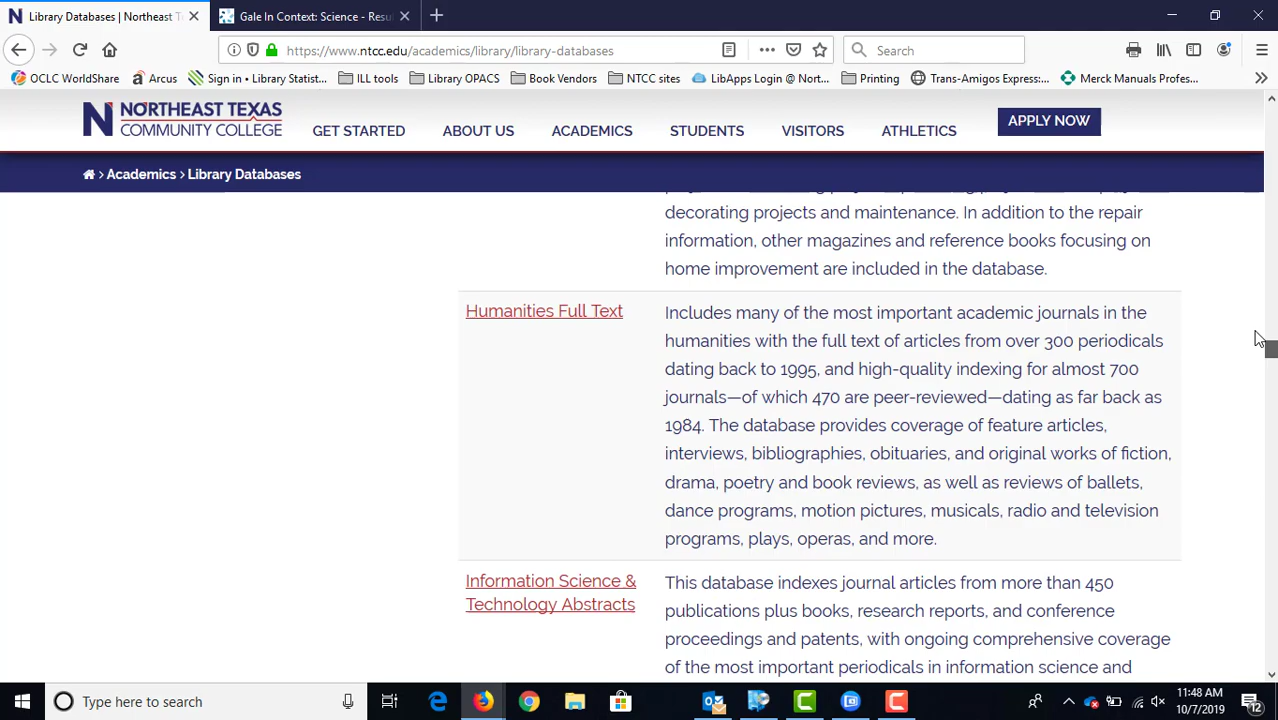 Library Databases | Northeast T
Gale In Context: Science - Resu
https://www.ntcc.edu/academics/library/library-databases
Search
OCLC WorldShare
Arcus
Sign in • Library Statist...
ILL tools
Library OPACS
Book Vendors
NTCC sites
LibApps Login @ Nort...
Printing
Trans-Amigos Express:...
Merck Manuals Profes...
N NORTHEAST TEXAS
COMMUNITY COLLEGE
GET STARTED
ABOUT US
ACADEMICS
STUDENTS
VISITORS
ATHLETICS
APPLY NOW
> Academics > Library Databases
decorating projects and maintenance. In addition to the repair
information, other magazines and reference books focusing on
home improvement are included in the database.
Humanities Full Text
Includes many of the most important academic journals in the
humanities with the full text of articles from over 300 periodicals
dating back to 1995, and high-quality indexing for almost 700
journals—of which 470 are peer-reviewed—dating as far back as
1984. The database provides coverage of feature articles,
interviews, bibliographies, obituaries, and original works of fiction,
drama, poetry and book reviews, as well as reviews of ballets,
dance programs, motion pictures, musicals, radio and television
programs, plays, operas, and more.
Information Science &
Technology Abstracts
This database indexes journal articles from more than 450
publications plus books, research reports, and conference
proceedings and patents, with ongoing comprehensive coverage
of the most important periodicals in information science and
Type here to search
11:48 AM
10/7/2019
12